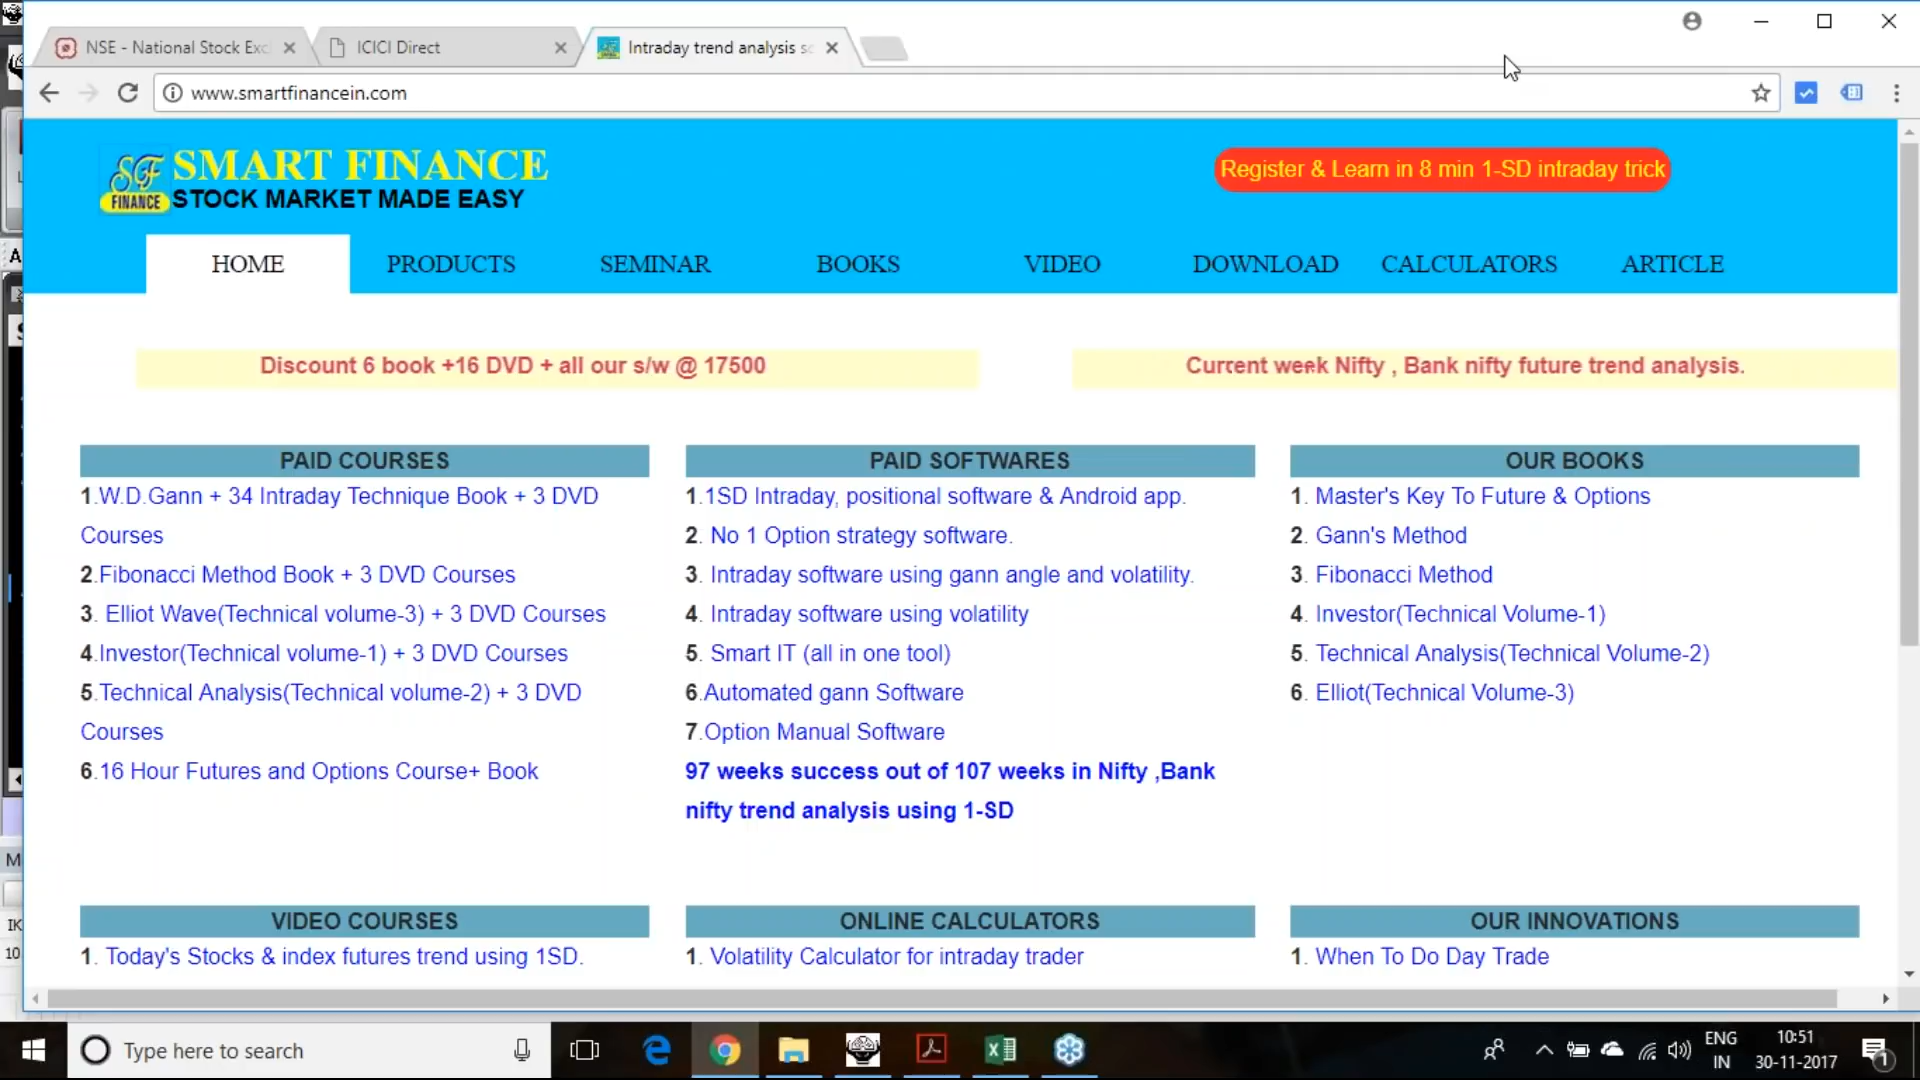 NSE - National Stock Exc
ICICI Direct
Intraday trend analysis
www.smartfinancein.com
SF
FINANCE
SMART FINANCE
STOCK MARKET MADE EASY
Register & Learn in 8 min 1-SD intraday trick
HOME PRODUCTS SEMINAR BOOKS VIDEO DOWNLOAD CALCULATORS ARTICLE
Discount 6 book +16 DVD + all our s/w @ 17500
Current week Nifty , Bank nifty future trend analysis.
PAID COURSES
1.W.D.Gann + 34 Intraday Technique Book + 3 DVD
Courses
2.Fibonacci Method Book + 3 DVD Courses
3. Elliot Wave(Technical volume-3) + 3 DVD Courses
4.Investor(Technical volume-1) + 3 DVD Courses
5.Technical Analysis(Technical volume-2) + 3 DVD
Courses
6.16 Hour Futures and Options Course+ Book
PAID SOFTWARES
1.1SD Intraday, positional software & Android app.
2. No 1 Option strategy software.
3. Intraday software using gann angle and volatility.
4. Intraday software using volatility
5. Smart IT (all in one tool)
6.Automated gann Software
7.Option Manual Software
97 weeks success out of 107 weeks in Nifty ,Bank
nifty trend analysis using 1-SD
OUR BOOKS
1. Master's Key To Future & Options
2. Gann's Method
3. Fibonacci Method
4. Investor(Technical Volume-1)
5. Technical Analysis(Technical Volume-2)
6. Elliot(Technical Volume-3)
VIDEO COURSES
1. Today's Stocks & index futures trend using 1SD.
ONLINE CALCULATORS
1. Volatility Calculator for intraday trader
OUR INNOVATIONS
1. When To Do Day Trade
Type here to search
ENG
IN
10:51
30-11-2017
1